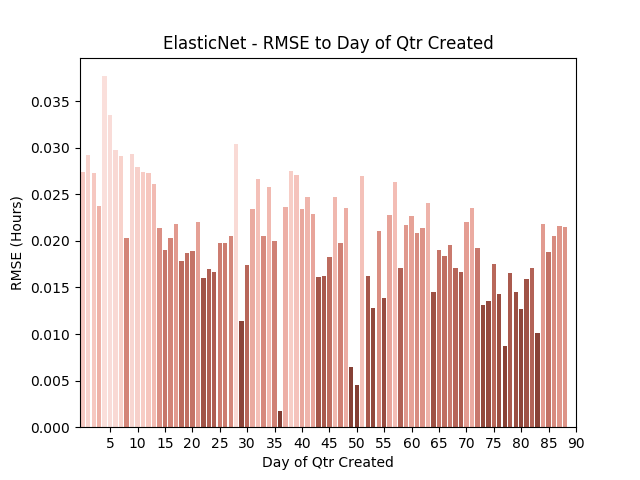 ElasticNet - RMSE to Day of Qtr Created
RMSE (Hours)
0.035
0.030
0.025
0.020
0.015
0.010
0.005
0.000
5 10 15 20 25 30 35 40 45 50 55 60 65 70 75 80 85 90
Day of Qtr Created